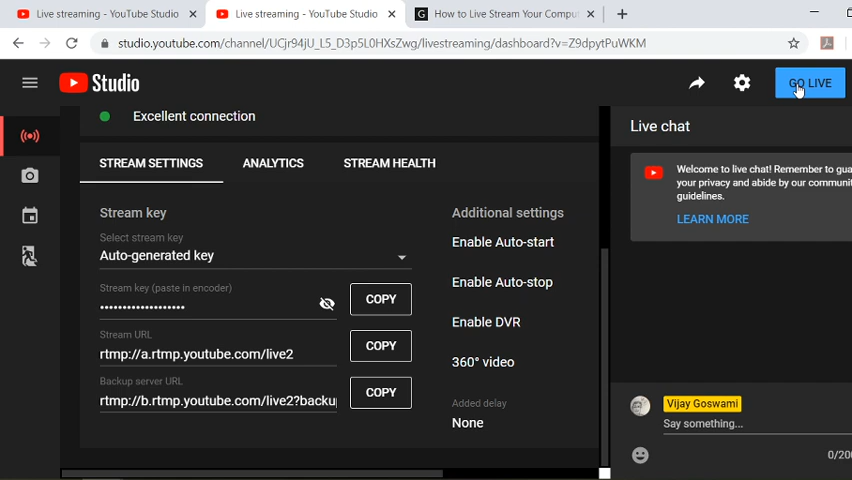 Live streaming - YouTube Studio
Live streaming - YouTube Studio
How to Live Stream Your Compu
studio.youtube.com/channel/UCjr94jU_L5_D3p5L0HXsZwg/livestreaming/dashboard?v=Z9dpytPuWKM
Studio
GO LIVE
Excellent connection
Live chat
STREAM SETTINGS
ANALYTICS
STREAM HEALTH
Welcome to live chat! Remember to gua
your privacy and abide by our communi
guidelines.
LEARN MORE
Stream key
Select stream key
Auto-generated key
Stream key (paste in encoder)
••••••••••••••••••••
COPY
Stream URL
rtmp://a.rtmp.youtube.com/live2
COPY
Backup server URL
rtmp://b.rtmp.youtube.com/live2?backu
COPY
Additional settings
Enable Auto-start
Enable Auto-stop
Enable DVR
360° video
Added delay
None
Vijay Goswami
Say something...
0/200